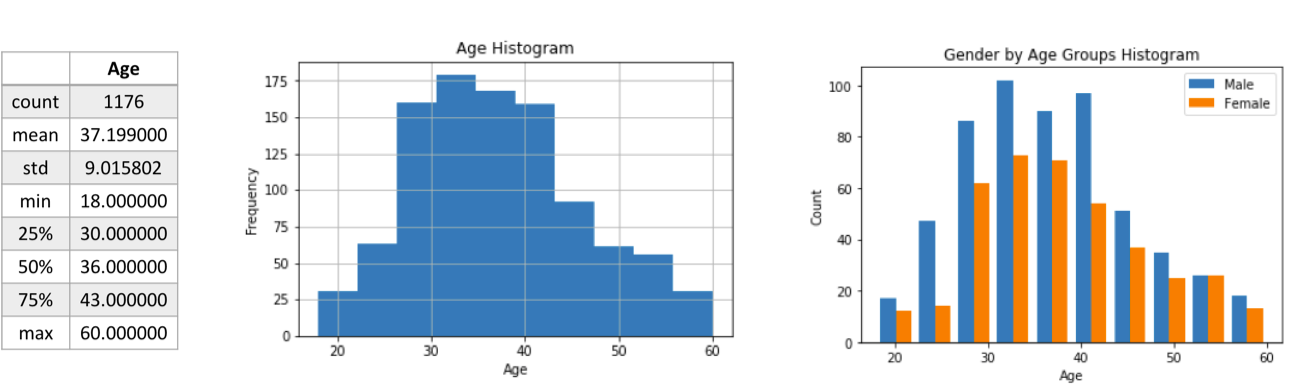 Age
count 1176
mean 37.199000
std 9.015802
min 18.000000
25% 30.000000
50% 36.000000
75% 43.000000
max 60.000000
Age Histogram
175
150
125
100
75
50
25
0
20 30 40 50 60
Frequency
Age
Gender by Age Groups Histogram
Male
Female
100
80
60
40
20
0
20 30 40 50 60
Count
Age